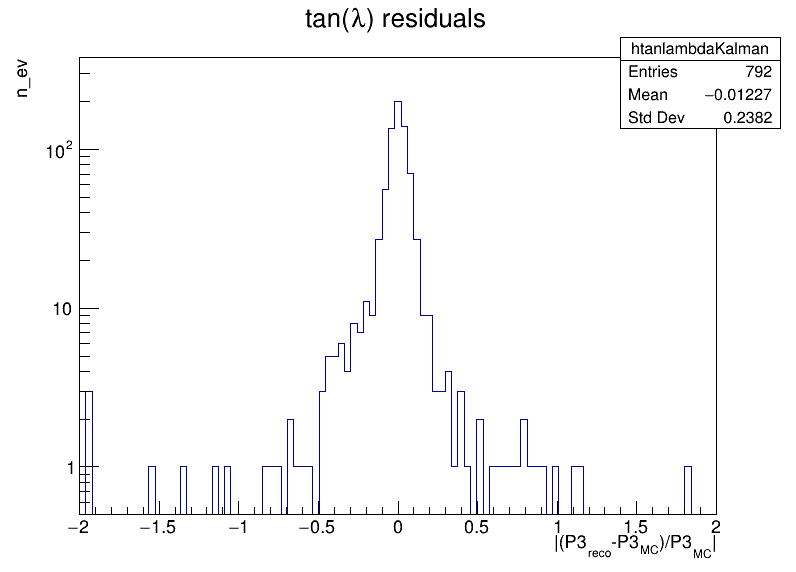 tan(λ) residuals
n_ev
htanlambdaKalman
Entries 792
Mean −0.01227
Std Dev 0.2382
10²
10
1
−2 −1.5 −1 −0.5 0 0.5 1 1.5 2
|(P3reco-P3MC)/P3MC|